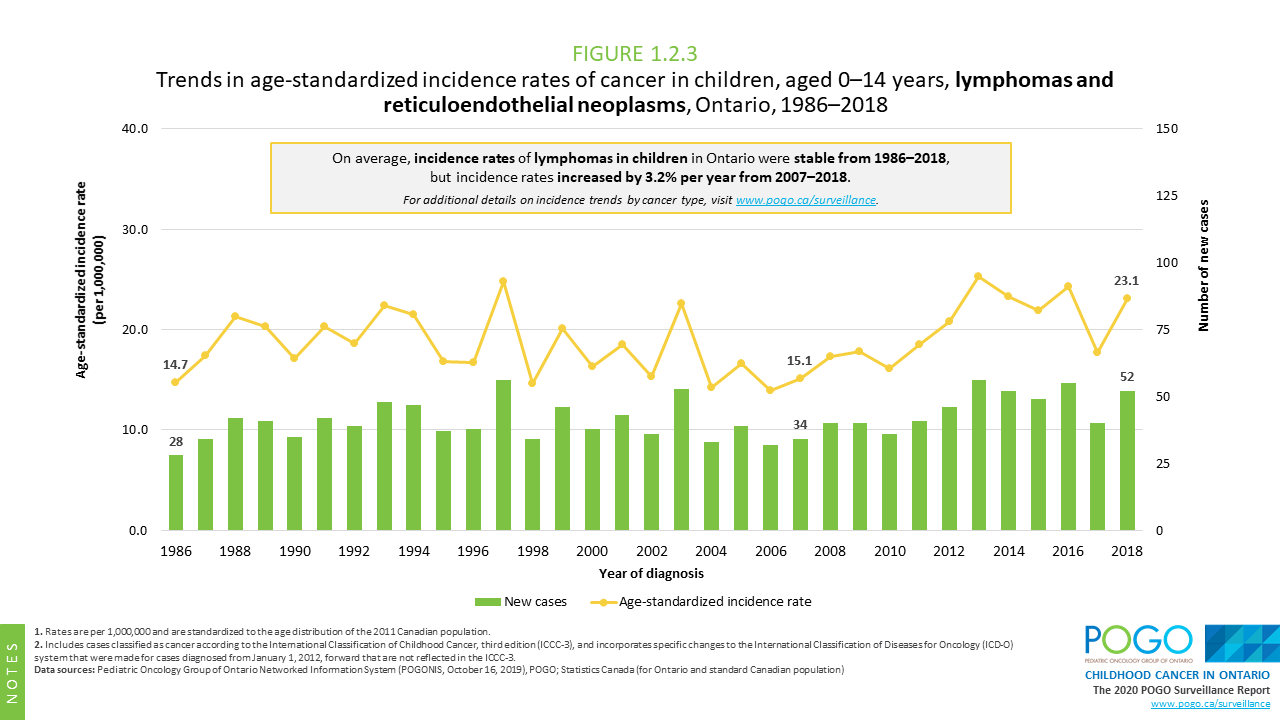 FIGURE 1.2.3
Trends in age-standardized incidence rates of cancer in children, aged 0–14 years, lymphomas and
reticuloendothelial neoplasms, Ontario, 1986–2018
On average, incidence rates of lymphomas in children in Ontario were stable from 1986–2018,
but incidence rates increased by 3.2% per year from 2007–2018.
For additional details on incidence trends by cancer type, visit www.pogo.ca/surveillance.
Age-standardized incidence rate
(per 1,000,000)
40.0
30.0
20.0
10.0
0.0
14.7
28
15.1
34
23.1
52
150
125
100
75
50
25
0
Number of new cases
1986 1988 1990 1992 1994 1996 1998 2000 2002 2004 2006 2008 2010 2012 2014 2016 2018
Year of diagnosis
New cases Age-standardized incidence rate
NOTES
1. Rates are per 1,000,000 and are standardized to the age distribution of the 2011 Canadian population.
2. Includes cases classified as cancer according to the International Classification of Childhood Cancer, third edition (ICCC-3), and incorporates specific changes to the International Classification of Diseases for Oncology (ICD-O)
system that were made for cases diagnosed from January 1, 2012, forward that are not reflected in the ICCC-3.
Data sources: Pediatric Oncology Group of Ontario Networked Information System (POGONIS, October 16, 2019), POGO; Statistics Canada (for Ontario and standard Canadian population)
POGO
PEDIATRIC ONCOLOGY GROUP OF ONTARIO
CHILDHOOD CANCER IN ONTARIO
The 2020 POGO Surveillance Report
www.pogo.ca/surveillance